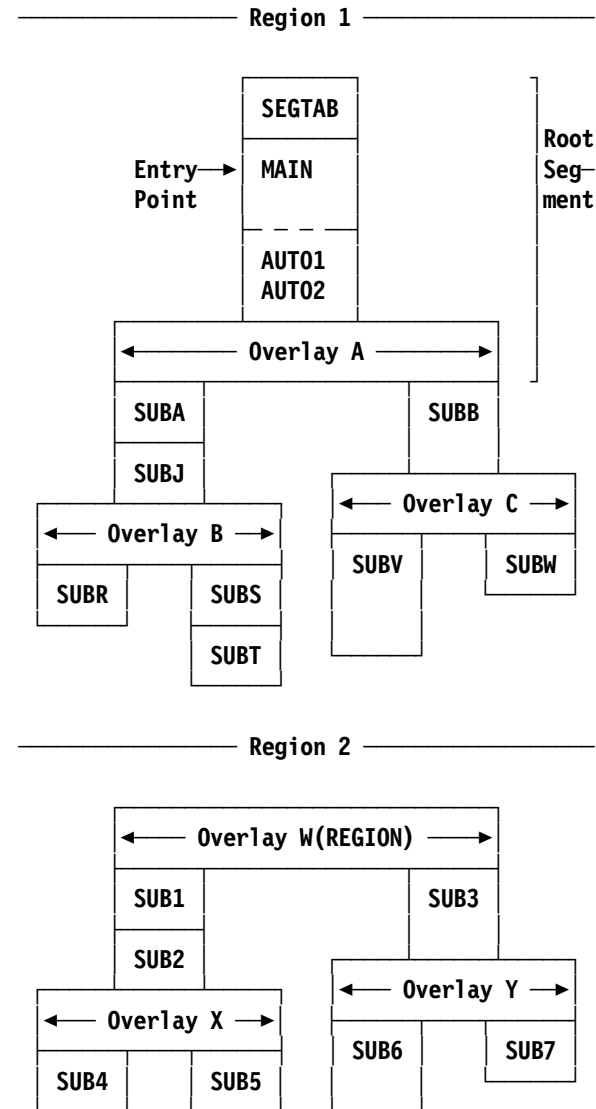 Region 1
SEGTAB
Root
Entry MAIN Seg-
Point ment
AUTO1
AUTO2
Overlay A
SUBA SUBB
SUBJ
Overlay C
Overlay B
SUBV SUBW
SUBR SUBS
SUBT
Region 2
Overlay W(REGION)
SUB1 SUB3
SUB2
Overlay Y
Overlay X
SUB6 SUB7
SUB4 SUB5